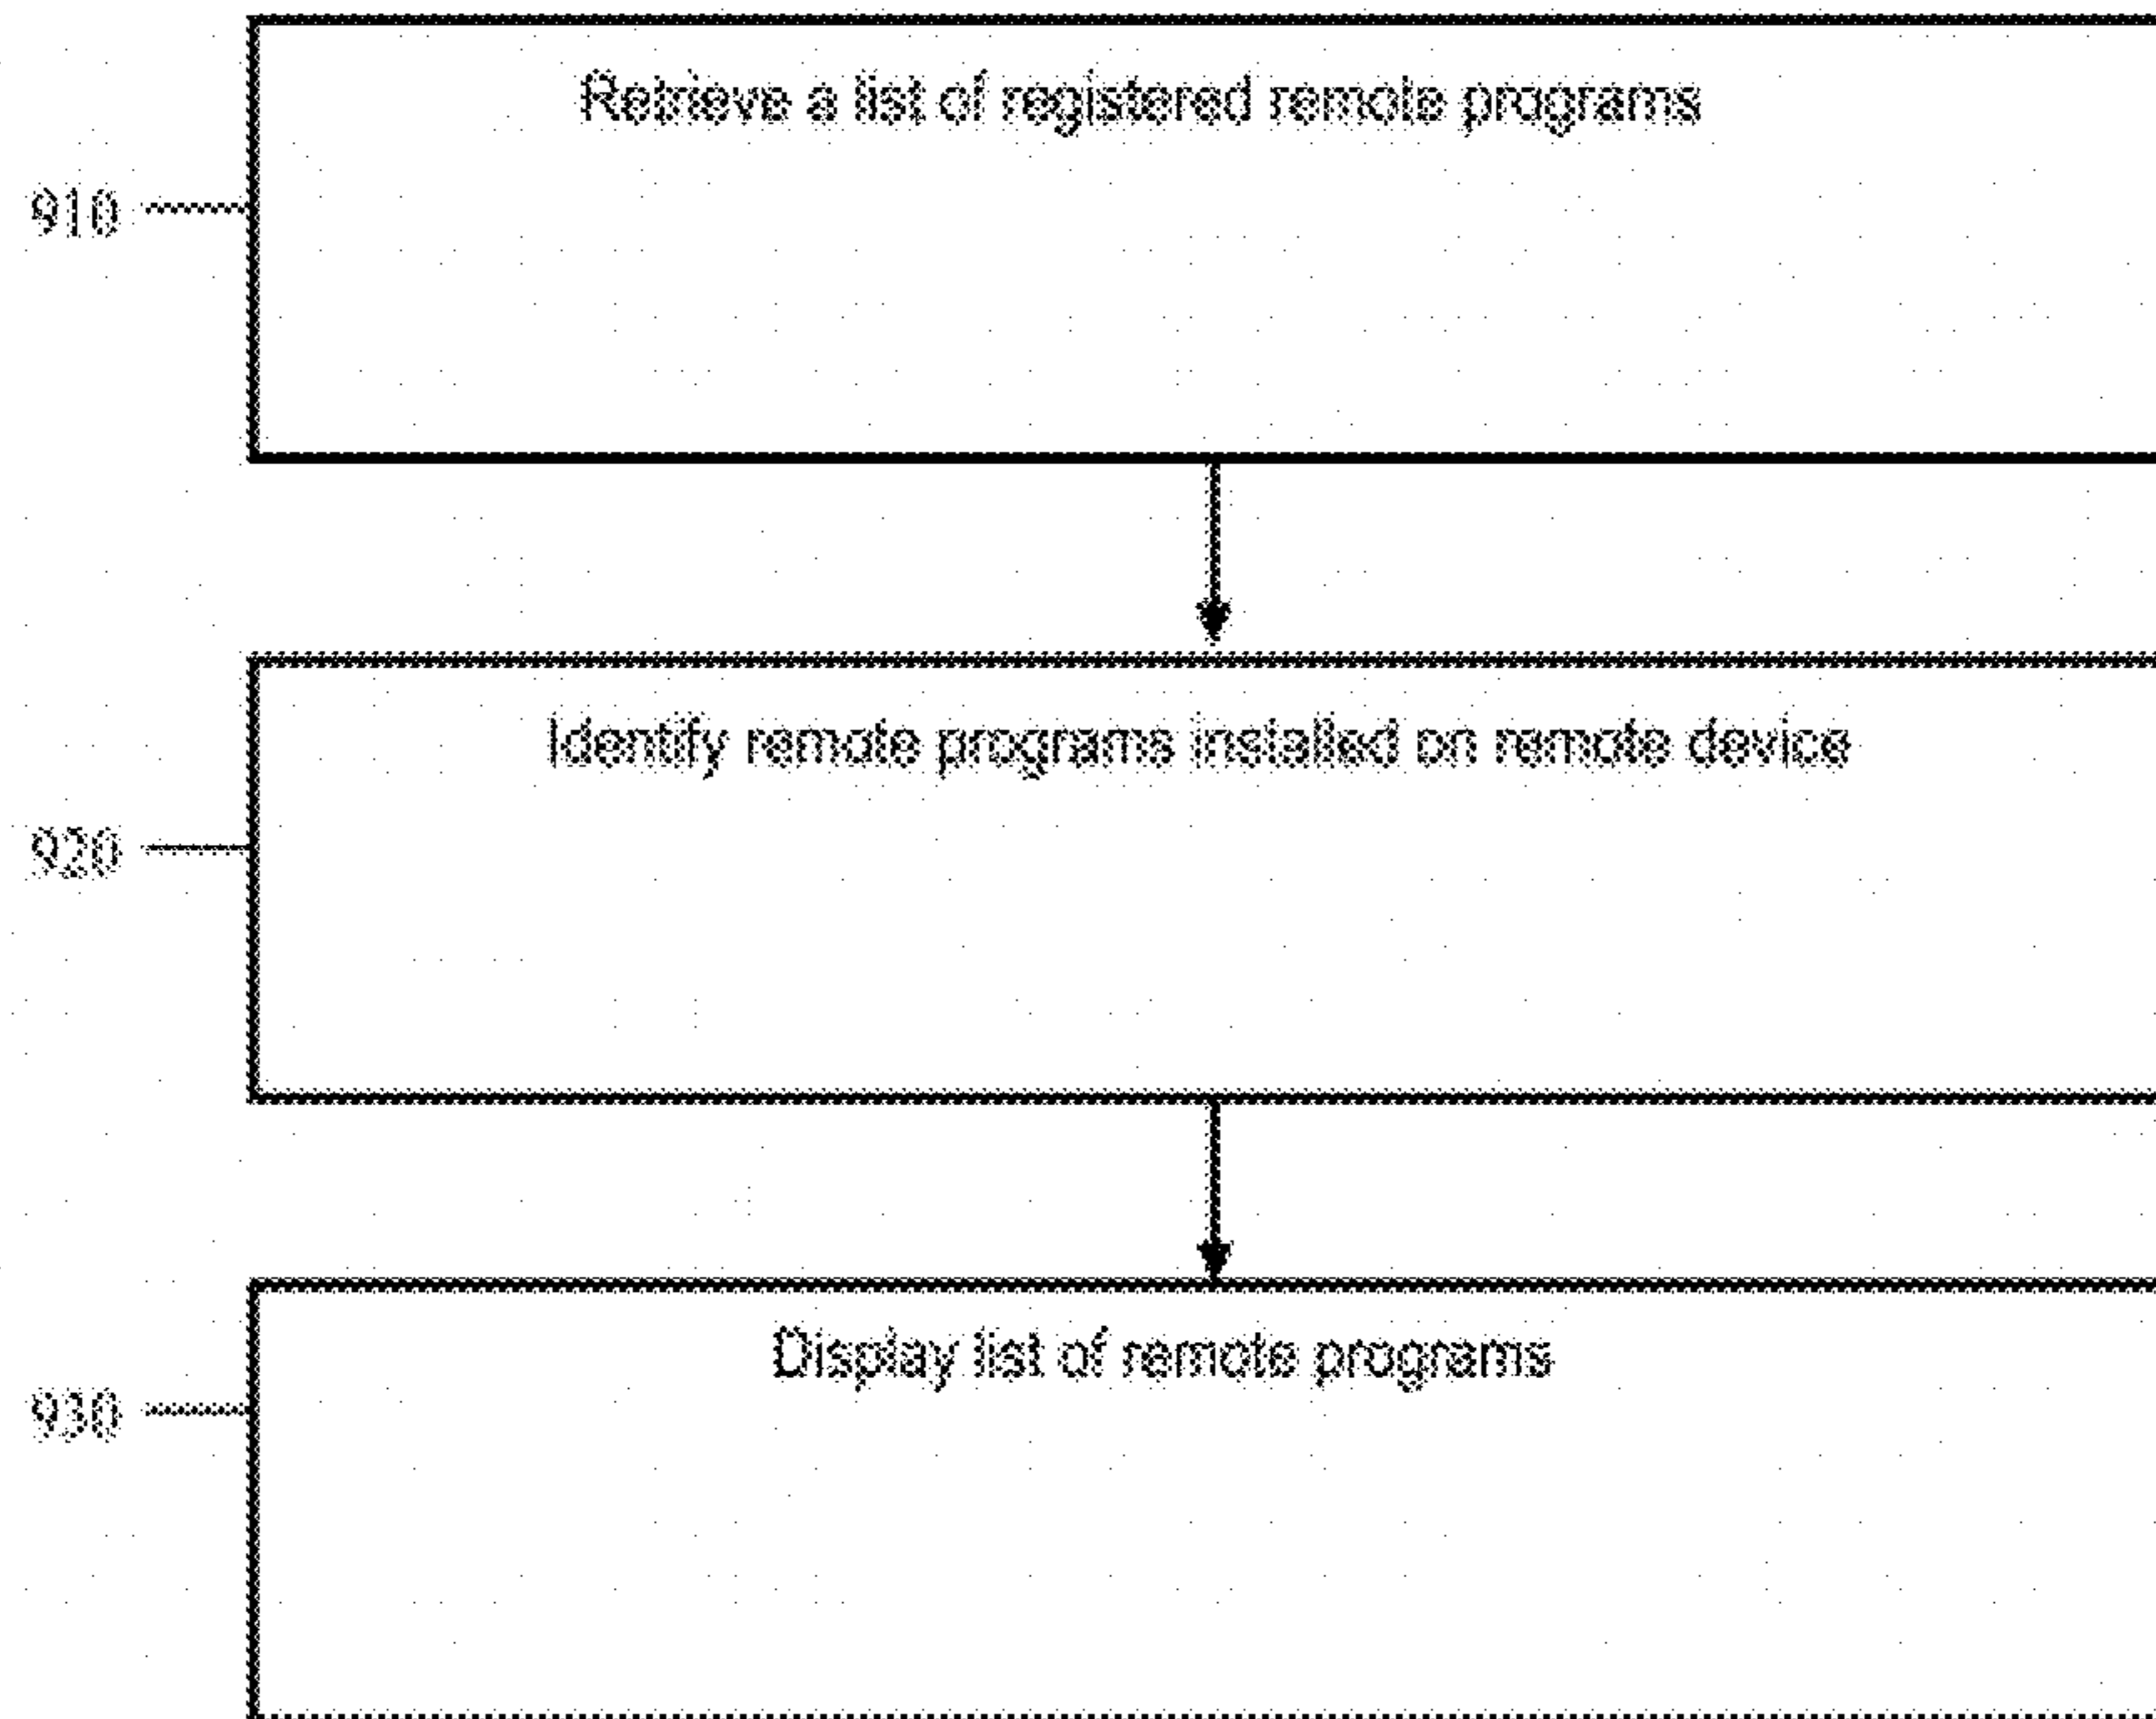 Retrieve a list of registered remote programs
910
Identify remote programs installed on remote device
920
Display list of remote programs
930